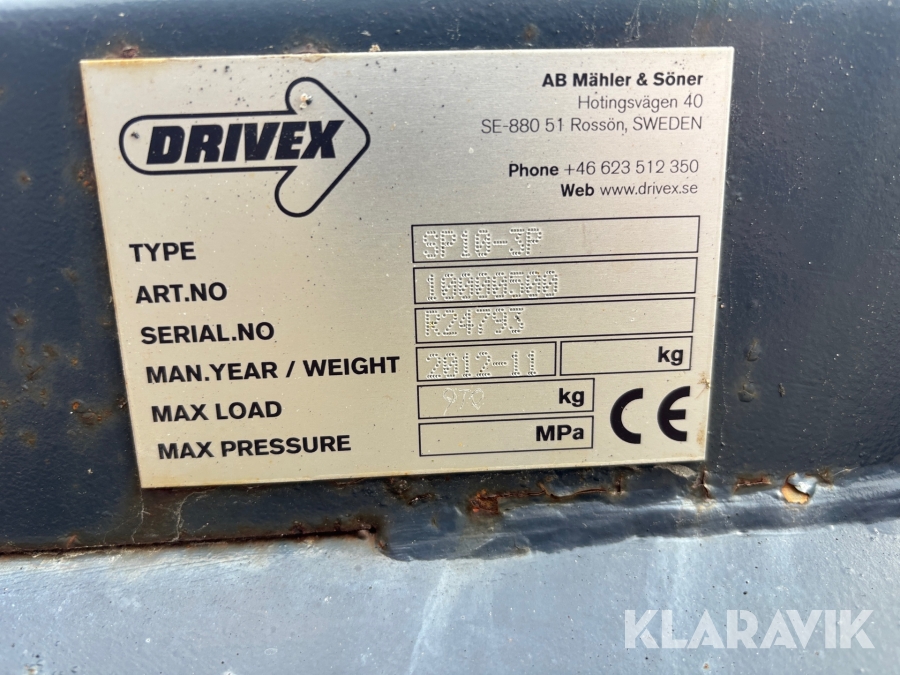 DRIVEX
AB Mähler & Söner
Hotingsvägen 40
SE-880 51 Rossön, SWEDEN
Phone +46 623 512 350
Web www.drivex.se
TYPE SP10-3P
ART.NO 10000500
SERIAL.NO R24793
MAN.YEAR / WEIGHT 2012-11 kg
MAX LOAD kg
MAX PRESSURE MPa
CE
KLARAVIK